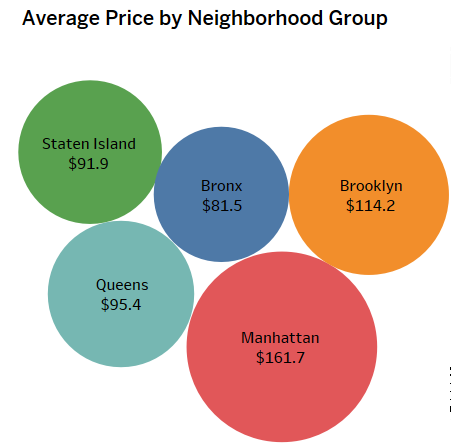 Average Price by Neighborhood Group
Staten Island
$91.9
Bronx
$81.5
Brooklyn
$114.2
Queens
$95.4
Manhattan
$161.7